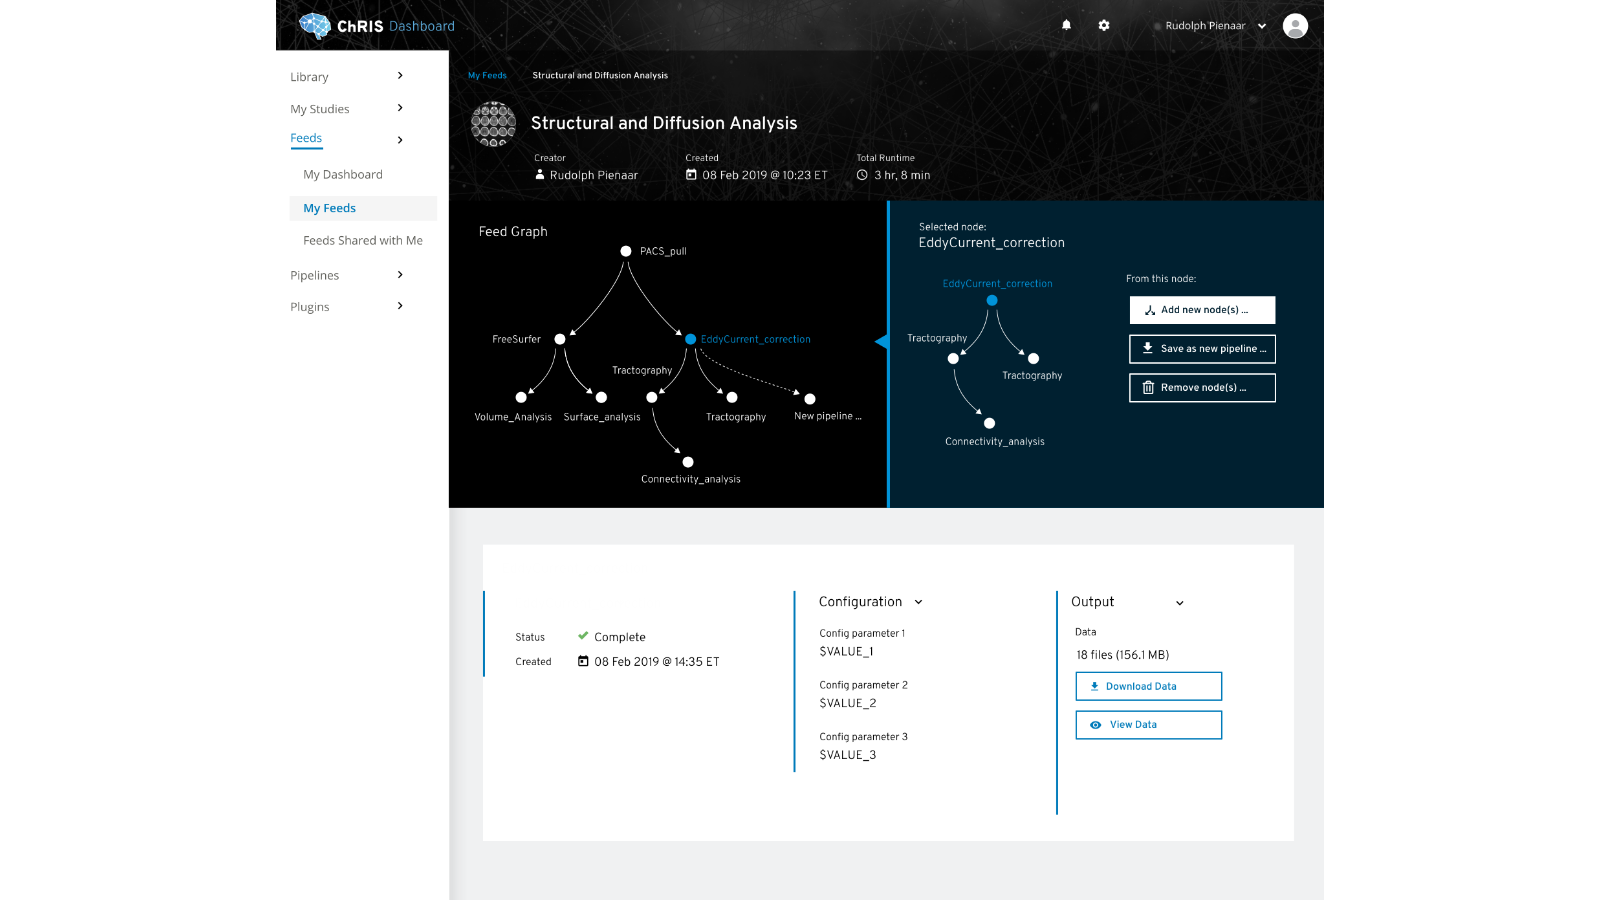 ChRIS Dashboard
Rudolph Pienaar
Library
My Studies
Feeds
My Dashboard
My Feeds
Feeds Shared with Me
Pipelines
Plugins
My Feeds
Structural and Diffusion Analysis
Structural and Diffusion Analysis
Creator
Created
Total Runtime
Rudolph Pienaar
08 Feb 2019 @ 10:23 ET
3 hr, 8 min
Feed Graph
PACS_pull
FreeSurfer
EddyCurrent_correction
Tractography
Volume_Analysis
Surface_analysis
Tractography
New pipeline ...
Connectivity_analysis
Selected node:
EddyCurrent_correction
EddyCurrent_correction
Tractography
Tractography
Connectivity_analysis
From this node:
Add new node(s) ...
Save as new pipeline ...
Remove node(s) ...
Status
Complete
Created
08 Feb 2019 @ 14:35 ET
Configuration
Config parameter 1
$VALUE_1
Config parameter 2
$VALUE_2
Config parameter 3
$VALUE_3
Output
Data
18 files (156.1 MB)
Download Data
View Data